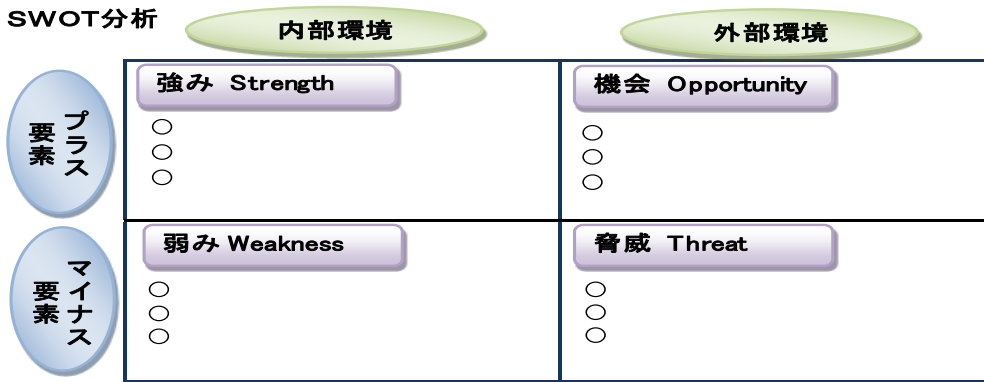 SWOT分析
内部環境
外部環境
プラス
要素
強み Strength
○
○
○
機会 Opportunity
○
○
○
マイナス
要素
弱み Weakness
○
○
○
脅威 Threat
○
○
○